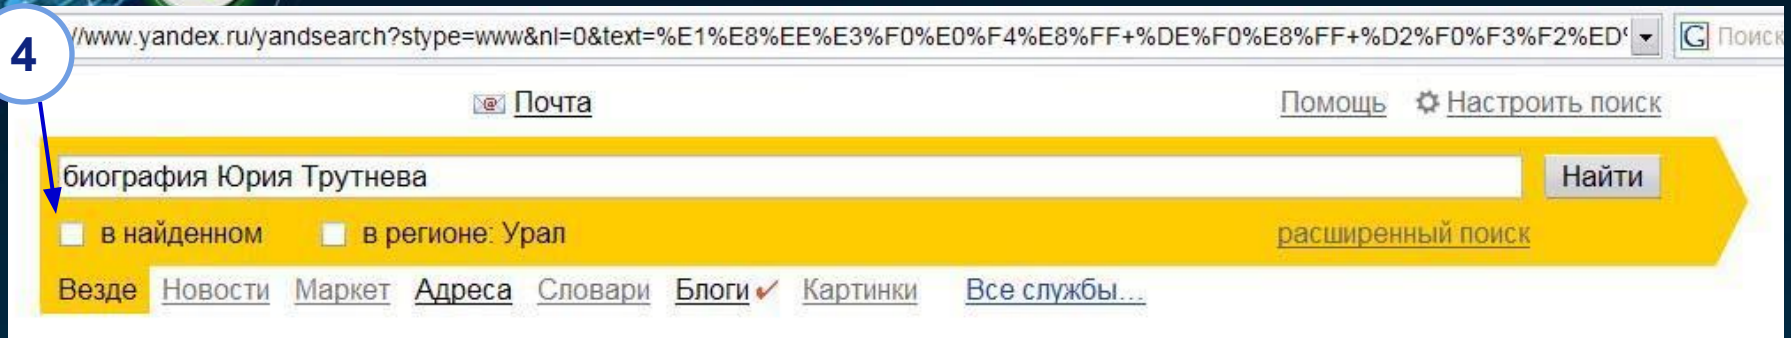 4
//www.yandex.ru/yandsearch?stype=www&nl=0&text=%E1%E8%EE%E3%F0%E0%F4%E8%FF+%DE%F0%E8%FF+%D2%F0%F3%F2%ED% G Поиск
Почта Помощь Настроить поиск
биография Юрия Трутнева Найти
в найденном в регионе: Урал расширенный поиск
Везде Новости Маркет Адреса Словари Блоги Картинки Все службы...